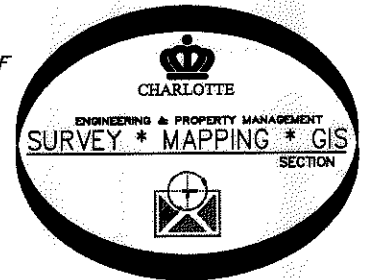 F
CHARLOTTE
ENGINEERING & PROPERTY MANAGEMENT
SURVEY * MAPPING * GIS
SECTION